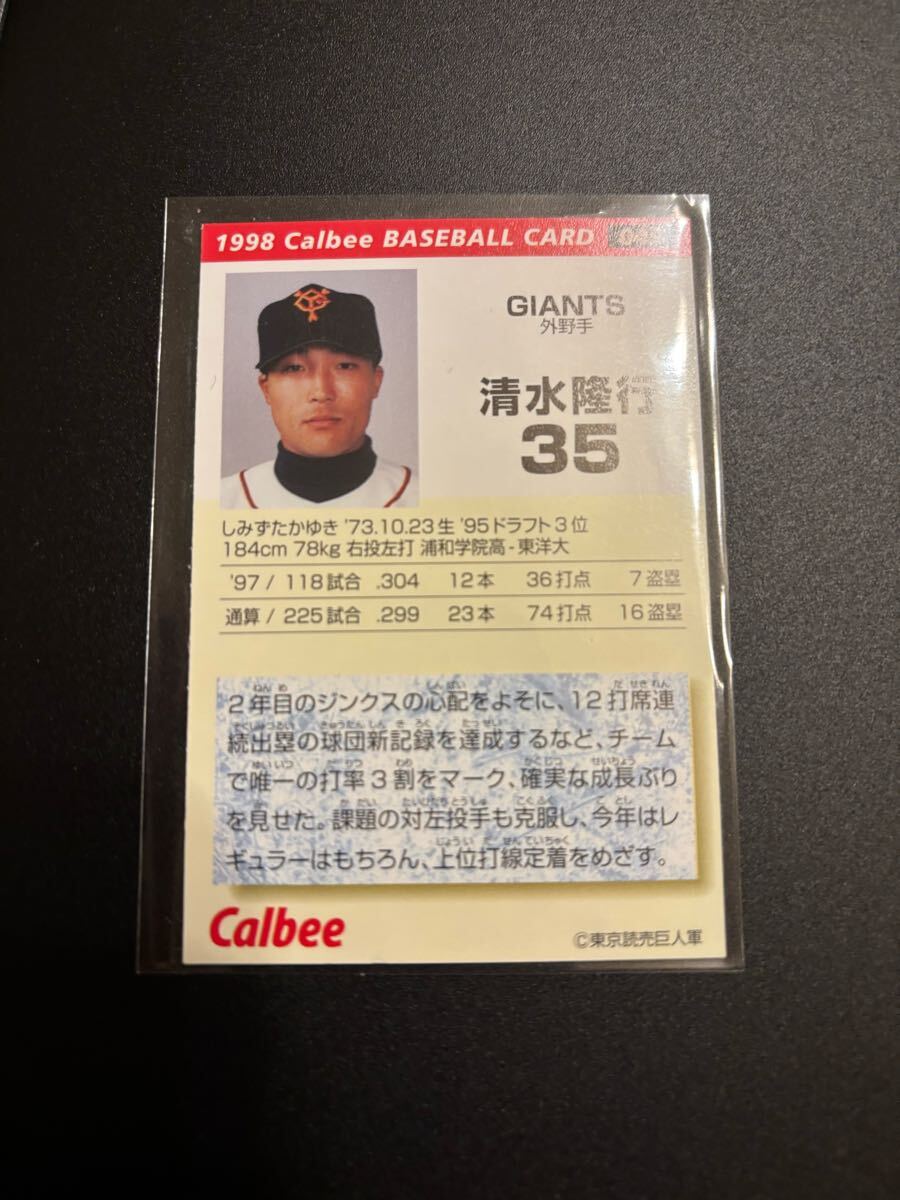 1998 Calbee BASEBALL CARD
GIANTS
外野手
清水隆行
35
しみずたかゆき '73.10.23生 '95ドラフト3位
184cm 78kg 右投左打 浦和学院高-東洋大
'97 / 118試合 .304 12本 36打点 7盗塁
通算 / 225試合 .299 23本 74打点 16盗塁
2年目のジンクスの心配をよそに、12打席連
続出塁の球団新記録を達成するなど、チーム
で唯一の打率3割をマーク、確実な成長ぶり
を見せた。課題の対左投手も克服し、今年はレ
ギュラーはもちろん、上位打線定着をめざす。
Calbee
©東京読売巨人軍